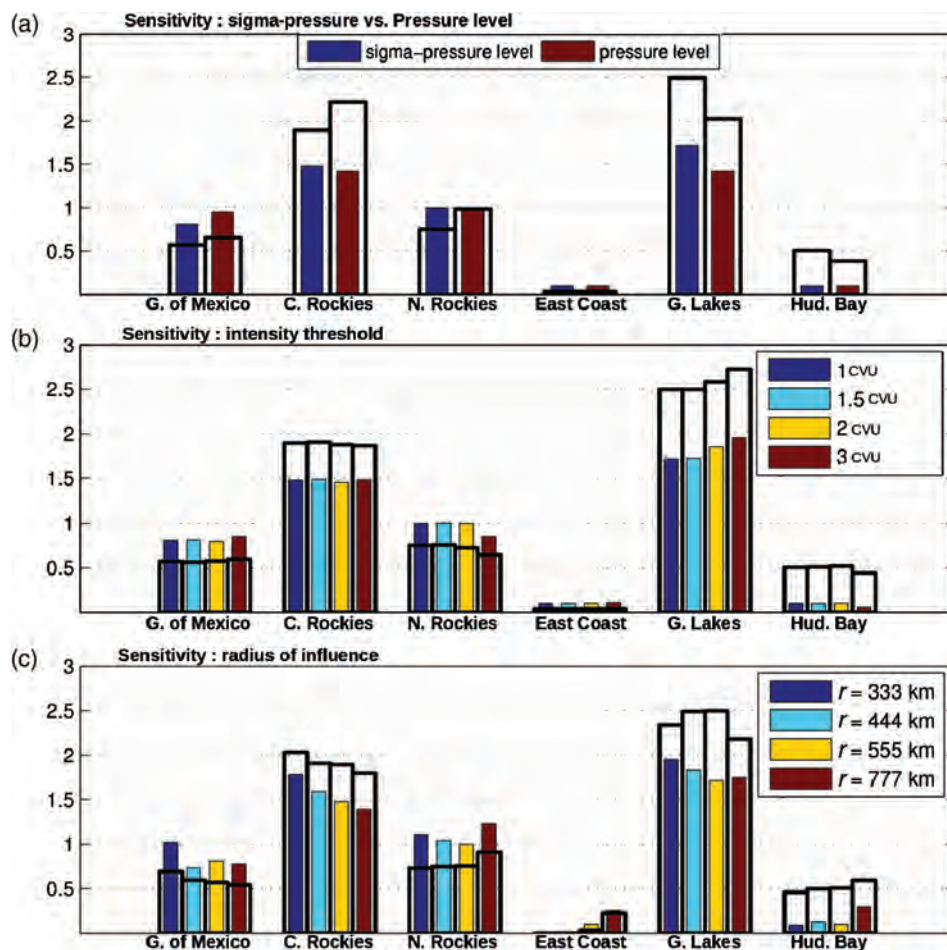 (a)
Sensitivity : sigma-pressure vs. Pressure level
sigma-pressure level
pressure level
3
2.5
2
1.5
1
0.5
G. of Mexico C. Rockies N. Rockies East Coast G. Lakes Hud. Bay
(b)
Sensitivity : intensity threshold
1 CVU
1.5 CVU
2 CVU
3 CVU
3
2.5
2
1.5
1
0.5
G. of Mexico C. Rockies N. Rockies East Coast G. Lakes Hud. Bay
(c)
Sensitivity : radius of influence
r = 333 km
r = 444 km
r = 555 km
r = 777 km
3
2.5
2
1.5
1
0.5
G. of Mexico C. Rockies N. Rockies East Coast G. Lakes Hud. Bay